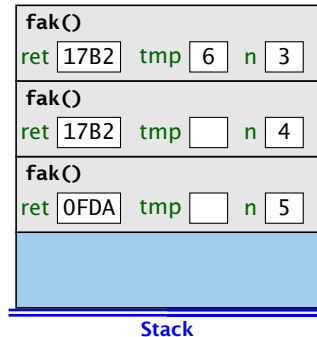 fak()
ret 17B2 tmp 6 n 3
fak()
ret 17B2 tmp n 4
fak()
ret 0FDA tmp n 5
Stack